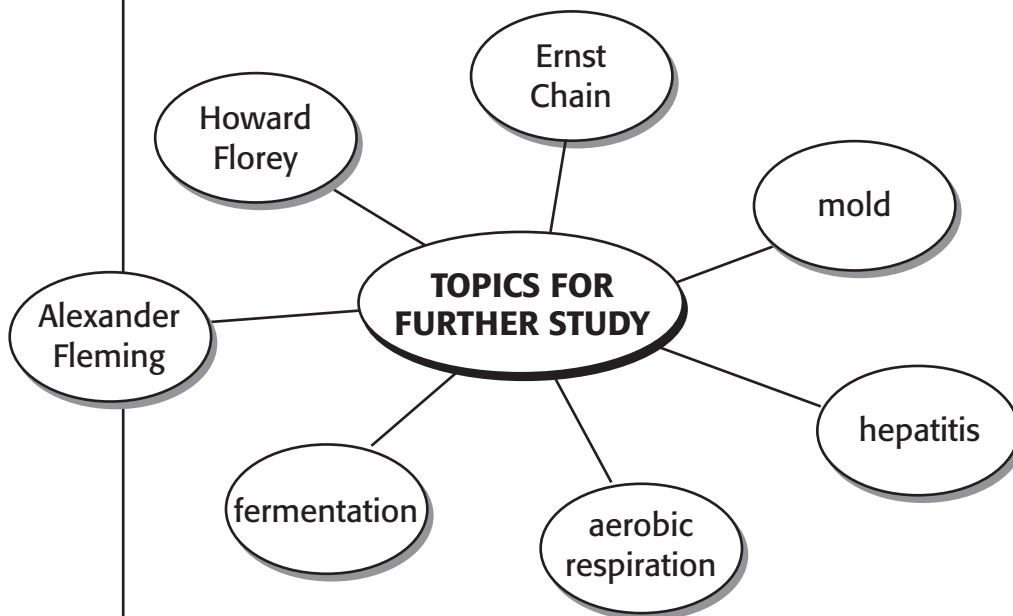 Ernst
Chain
Howard
Florey
mold
TOPICS FOR
FURTHER STUDY
Alexander
Fleming
hepatitis
fermentation
aerobic
respiration